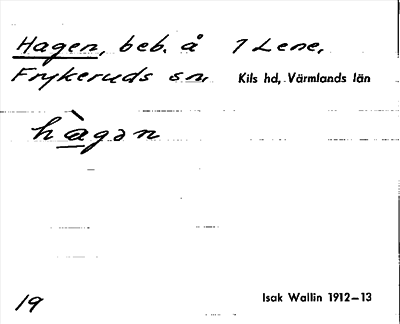 Hagen, beb. å 1 Lene,
Frykeruds sn, Kils hd, Värmlands län
hàgən
19
Isak Wallin 1912–13